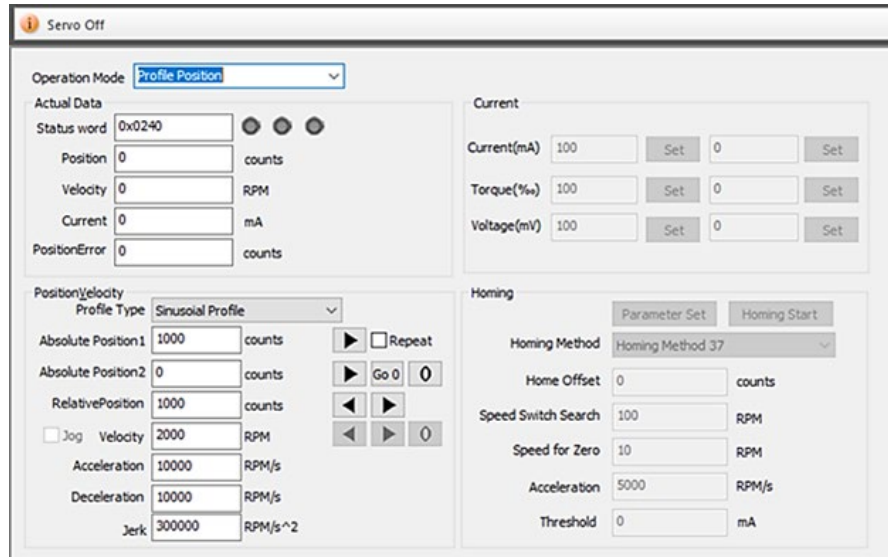 Servo Off
Operation Mode Profile Position
Actual Data
Status word 0x0240
Position 0 counts
Velocity 0 RPM
Current 0 mA
PositionError 0 counts
Current
Current(mA) 100 Set 0 Set
Torque(‰) 100 Set 0 Set
Voltage(mV) 100 Set 0 Set
PositionVelocity
Profile Type Sinusoial Profile
Absolute Position1 1000 counts Repeat
Absolute Position2 0 counts Go 0 0
RelativePosition 1000 counts
Jog Velocity 2000 RPM 0
Acceleration 10000 RPM/s
Deceleration 10000 RPM/s
Jerk 300000 RPM/s^2
Homing
Parameter Set Homing Start
Homing Method Homing Method 37
Home Offset 0 counts
Speed Switch Search 100 RPM
Speed for Zero 10 RPM
Acceleration 5000 RPM/s
Threshold 0 mA